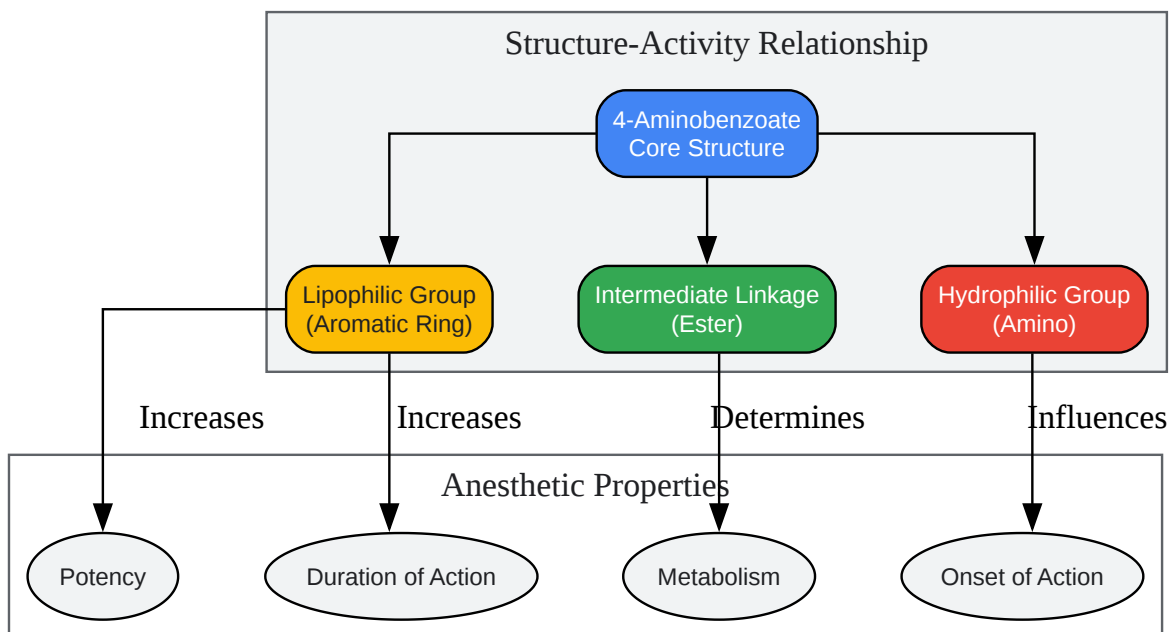 Structure-Activity Relationship
4-Aminobenzoate
Core Structure
Lipophilic Group
(Aromatic Ring)
Intermediate Linkage
(Ester)
Hydrophilic Group
(Amino)
Increases
Increases
Determines
Influences
Anesthetic Properties
Potency
Duration of Action
Metabolism
Onset of Action